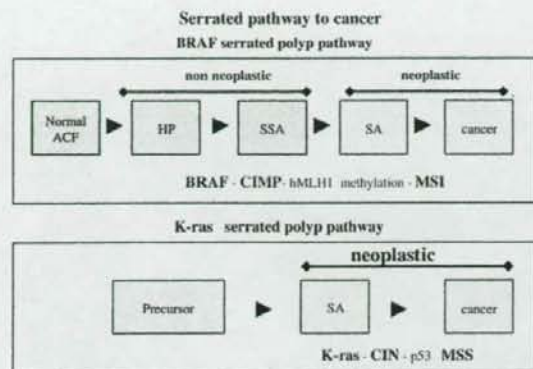 Serrated pathway to cancer
BRAF serrated polyp pathway
non neoplastic
neoplastic
Normal ACF
HP
SSA
SA
cancer
BRAF - CIMP - hMLH1 methylation - MSI
K-ras serrated polyp pathway
neoplastic
Precursor
SA
cancer
K-ras - CIN - p53 MSS